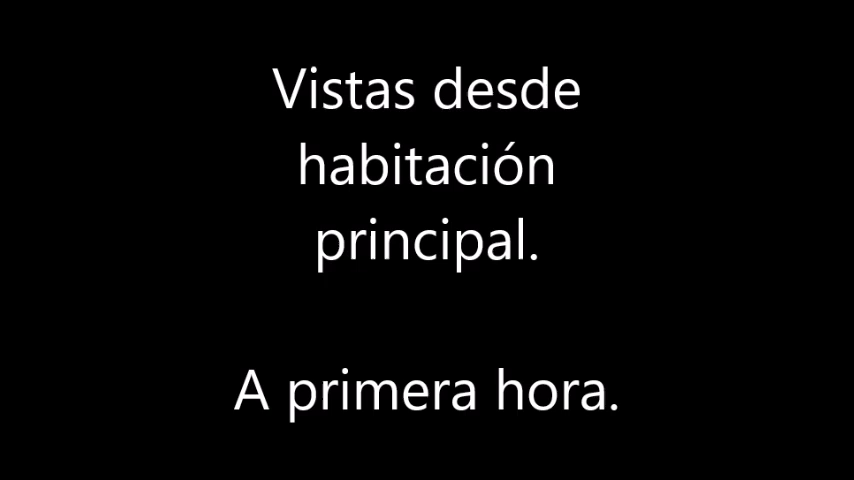 Vistas desde
habitación
principal.
A primera hora.